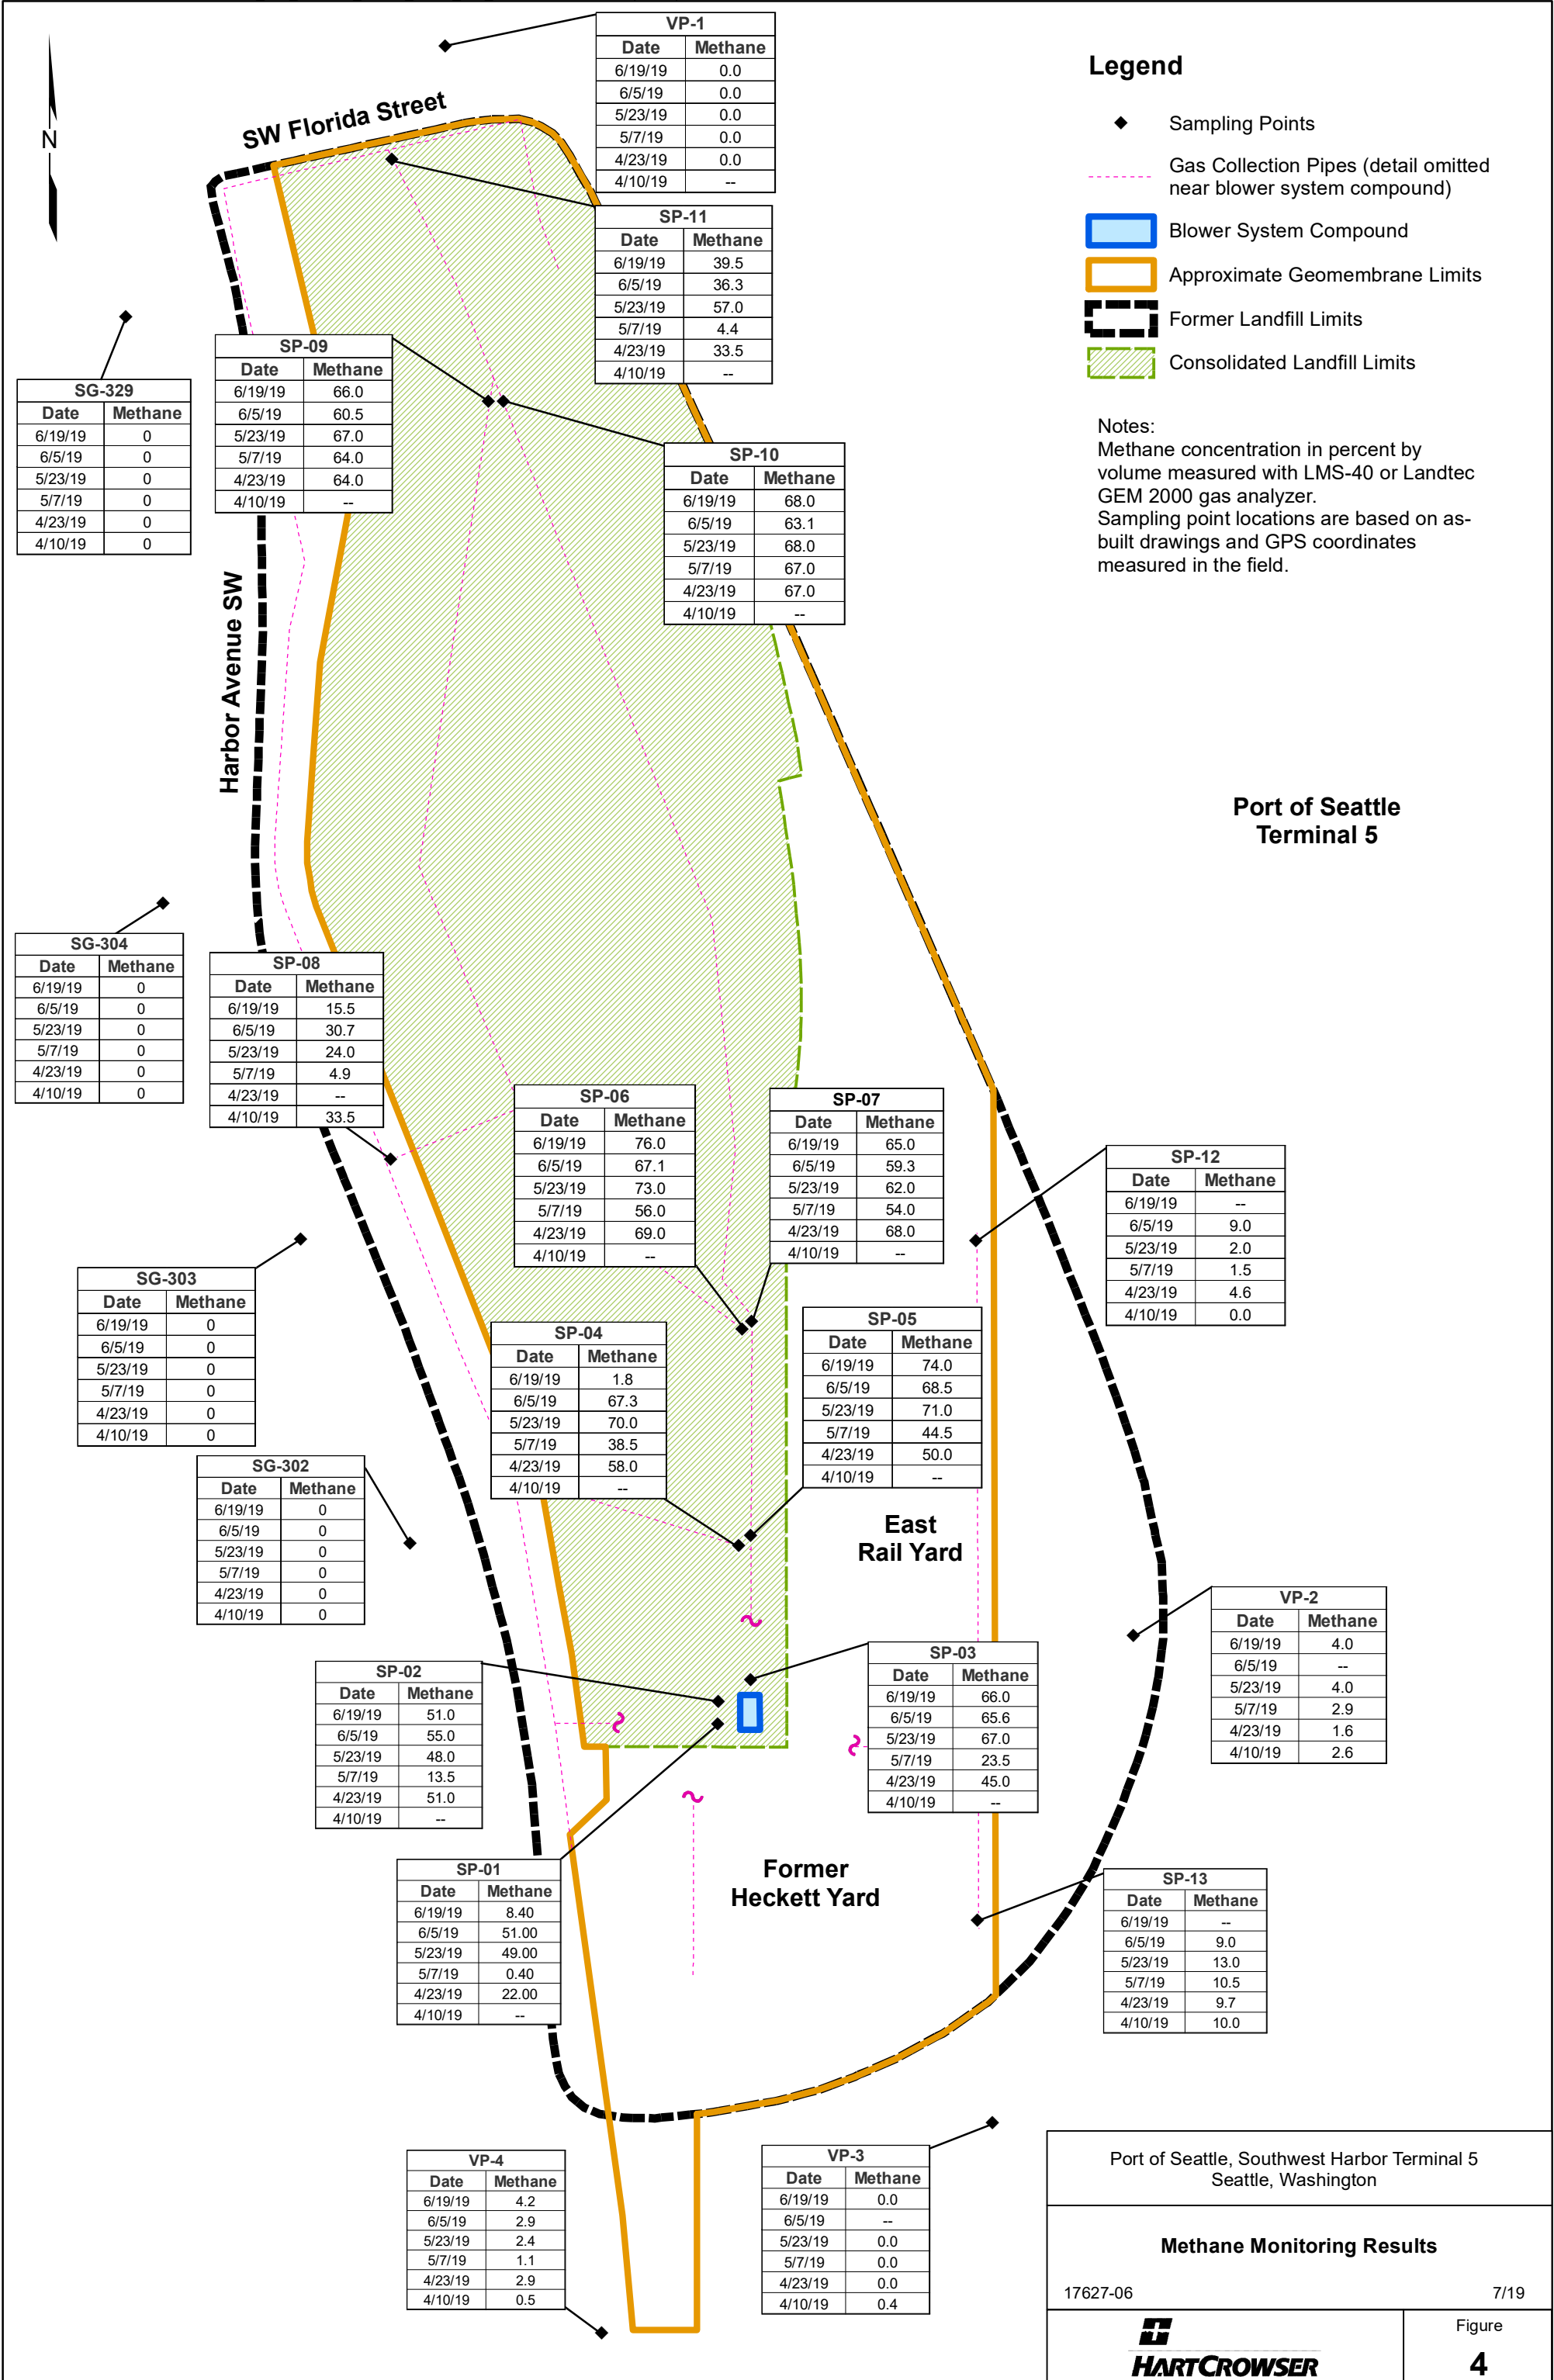 N
SW Florida Street
Harbor Avenue SW
VP-1
Date Methane
6/19/19 0.0
6/5/19 0.0
5/23/19 0.0
5/7/19 0.0
4/23/19 0.0
4/10/19 --
SP-11
Date Methane
6/19/19 39.5
6/5/19 36.3
5/23/19 57.0
5/7/19 4.4
4/23/19 33.5
4/10/19 --
Legend
Sampling Points
Gas Collection Pipes (detail omitted
near blower system compound)
Blower System Compound
Approximate Geomembrane Limits
Former Landfill Limits
Consolidated Landfill Limits
Notes:
Methane concentration in percent by
volume measured with LMS-40 or Landtec
GEM 2000 gas analyzer.
Sampling point locations are based on as-
built drawings and GPS coordinates
measured in the field.
SG-329
Date Methane
6/19/19 0
6/5/19 0
5/23/19 0
5/7/19 0
4/23/19 0
4/10/19 0
SP-09
Date Methane
6/19/19 66.0
6/5/19 60.5
5/23/19 67.0
5/7/19 64.0
4/23/19 64.0
4/10/19 --
SP-10
Date Methane
6/19/19 68.0
6/5/19 63.1
5/23/19 68.0
5/7/19 67.0
4/23/19 67.0
4/10/19 --
Port of Seattle
Terminal 5
SG-304
Date Methane
6/19/19 0
6/5/19 0
5/23/19 0
5/7/19 0
4/23/19 0
4/10/19 0
SP-08
Date Methane
6/19/19 15.5
6/5/19 30.7
5/23/19 24.0
5/7/19 4.9
4/23/19 --
4/10/19 33.5
SP-06
Date Methane
6/19/19 76.0
6/5/19 67.1
5/23/19 73.0
5/7/19 56.0
4/23/19 69.0
4/10/19 --
SP-07
Date Methane
6/19/19 65.0
6/5/19 59.3
5/23/19 62.0
5/7/19 54.0
4/23/19 68.0
4/10/19 --
SP-12
Date Methane
6/19/19 --
6/5/19 9.0
5/23/19 2.0
5/7/19 1.5
4/23/19 4.6
4/10/19 0.0
SG-303
Date Methane
6/19/19 0
6/5/19 0
5/23/19 0
5/7/19 0
4/23/19 0
4/10/19 0
SP-04
Date Methane
6/19/19 1.8
6/5/19 67.3
5/23/19 70.0
5/7/19 38.5
4/23/19 58.0
4/10/19 --
SP-05
Date Methane
6/19/19 74.0
6/5/19 68.5
5/23/19 71.0
5/7/19 44.5
4/23/19 50.0
4/10/19 --
SG-302
Date Methane
6/19/19 0
6/5/19 0
5/23/19 0
5/7/19 0
4/23/19 0
4/10/19 0
East
Rail Yard
VP-2
Date Methane
6/19/19 4.0
6/5/19 --
5/23/19 4.0
5/7/19 2.9
4/23/19 1.6
4/10/19 2.6
SP-02
Date Methane
6/19/19 51.0
6/5/19 55.0
5/23/19 48.0
5/7/19 13.5
4/23/19 51.0
4/10/19 --
SP-03
Date Methane
6/19/19 66.0
6/5/19 65.6
5/23/19 67.0
5/7/19 23.5
4/23/19 45.0
4/10/19 --
SP-01
Date Methane
6/19/19 8.40
6/5/19 51.00
5/23/19 49.00
5/7/19 0.40
4/23/19 22.00
4/10/19 --
Former
Heckett Yard
SP-13
Date Methane
6/19/19 --
6/5/19 9.0
5/23/19 13.0
5/7/19 10.5
4/23/19 9.7
4/10/19 10.0
VP-4
Date Methane
6/19/19 4.2
6/5/19 2.9
5/23/19 2.4
5/7/19 1.1
4/23/19 2.9
4/10/19 0.5
VP-3
Date Methane
6/19/19 0.0
6/5/19 --
5/23/19 0.0
5/7/19 0.0
4/23/19 0.0
4/10/19 0.4
Port of Seattle, Southwest Harbor Terminal 5
Seattle, Washington
Methane Monitoring Results
17627-06 7/19
HARTCROWSER
Figure
4